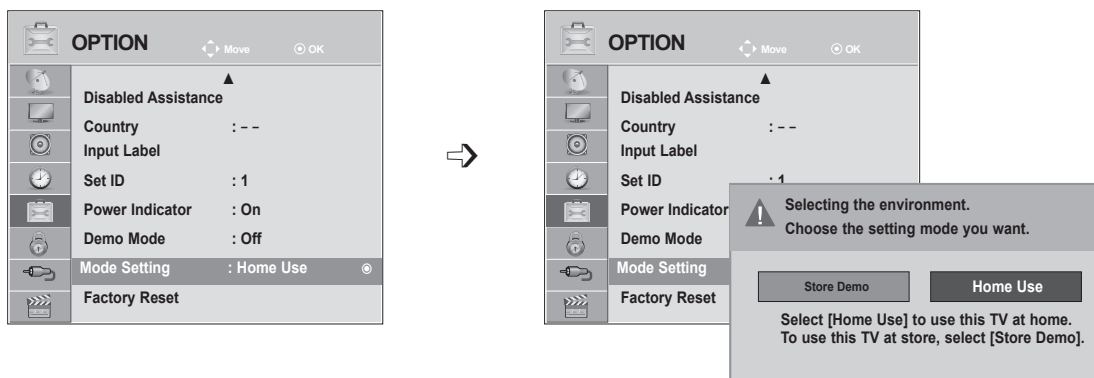 OPTION Move OK
Disabled Assistance
Country : – –
Input Label
Set ID : 1
Power Indicator : On
Demo Mode : Off
Mode Setting : Home Use
Factory Reset
OPTION Move OK
Disabled Assistance
Country : – –
Input Label
Set ID : 1
Power Indicator
Demo Mode
Mode Setting
Factory Reset
Selecting the environment.
Choose the setting mode you want.
Store Demo Home Use
Select [Home Use] to use this TV at home.
To use this TV at store, select [Store Demo].